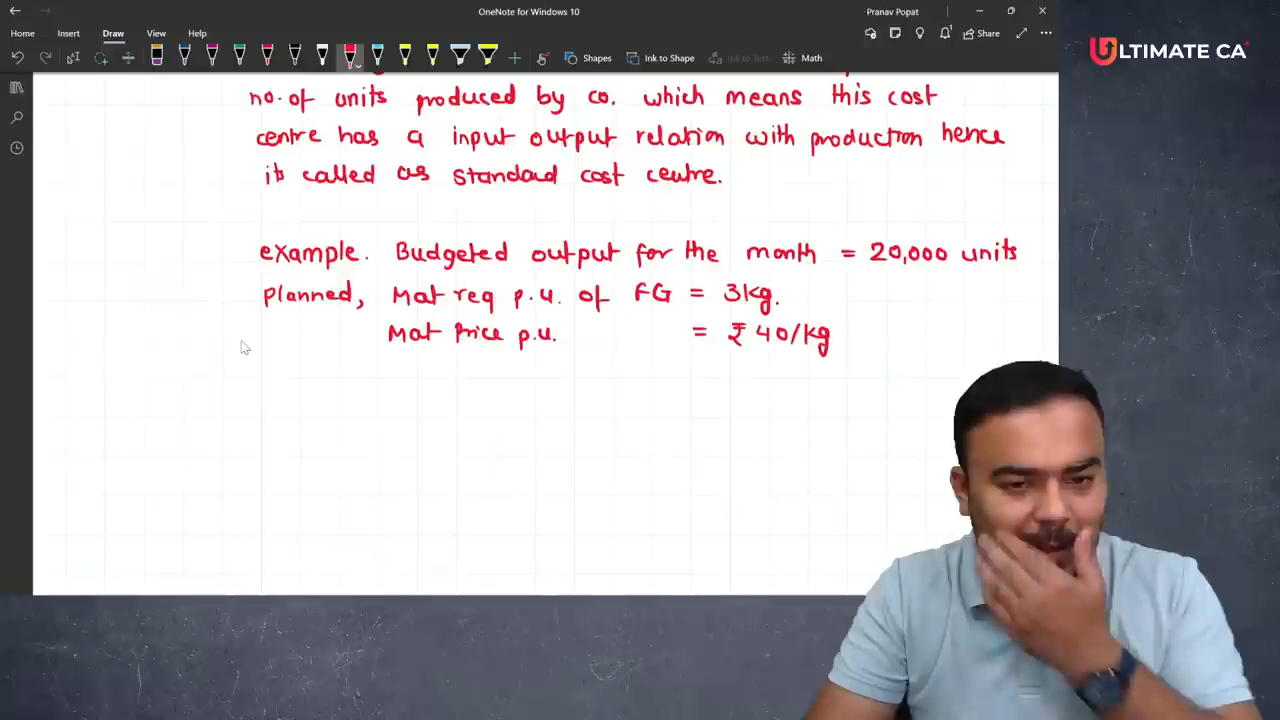 OneNote for Windows 10
Pranav Popat
Home Insert Draw View Help
Share
Shapes Ink to Shape Ink to Text Math
ULTIMATE CA
no. of units produced by co. which means this cost
centre has a input output relation with production hence
its called as standard cost centre.
example. Budgeted output for the month = 20,000 units
planned, Mat req p.u. of FG = 3kg.
Mat Price p.u. = ₹40/kg